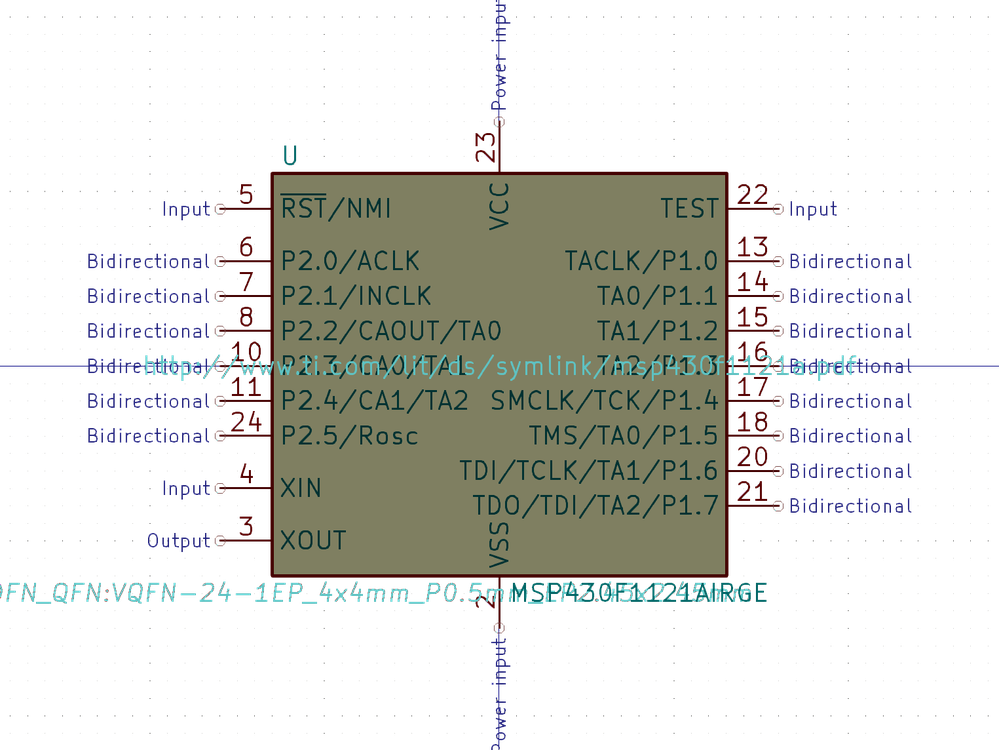 Power input
23
U
VCC
Input 5 RST/NMI TEST 22 Input
Bidirectional 6 P2.0/ACLK TACLK/P1.0 13 Bidirectional
Bidirectional 7 P2.1/INCLK TA0/P1.1 14 Bidirectional
Bidirectional 8 P2.2/CAOUT/TA0 TA1/P1.2 15 Bidirectional
Bidirectional 10 P2.3/CA0/TA1 TA2/P1.3 16 Bidirectional
http://www.ti.com/lit/ds/symlink/msp430f1121a.pdf
Bidirectional 11 P2.4/CA1/TA2 SMCLK/TCK/P1.4 17 Bidirectional
Bidirectional 24 P2.5/Rosc TMS/TA0/P1.5 18 Bidirectional
TDI/TCLK/TA1/P1.6 20 Bidirectional
Input 4 XIN
TDO/TDI/TA2/P1.7 21 Bidirectional
Output 3 XOUT
VSS
QFN_QFN:VQFN-24-1EP_4x4mm_P0.5mm_EP2.45x2.45mm
MSP430F1121AIRGE
2
Power input